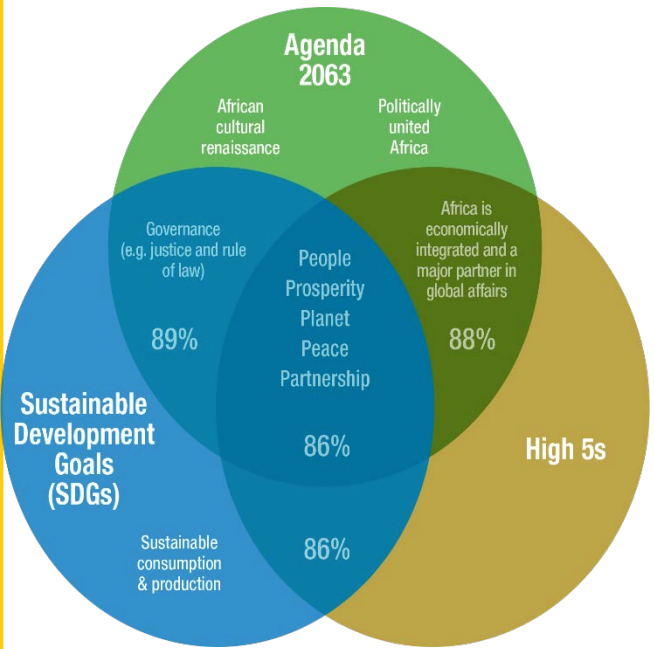 Agenda
2063
African
cultural
renaissance
Politically
united
Africa
Governance
(e.g. justice and rule
of law)
89%
People
Prosperity
Planet
Peace
Partnership
86%
Africa is
economically
integrated and a
major partner in
global affairs
88%
Sustainable
Development
Goals
(SDGs)
High 5s
Sustainable
consumption
& production
86%